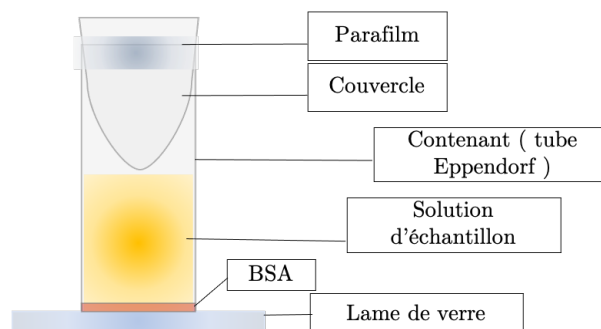 Parafilm
Couvercle
Contenant ( tube
Eppendorf )
Solution
d'échantillon
BSA
Lame de verre